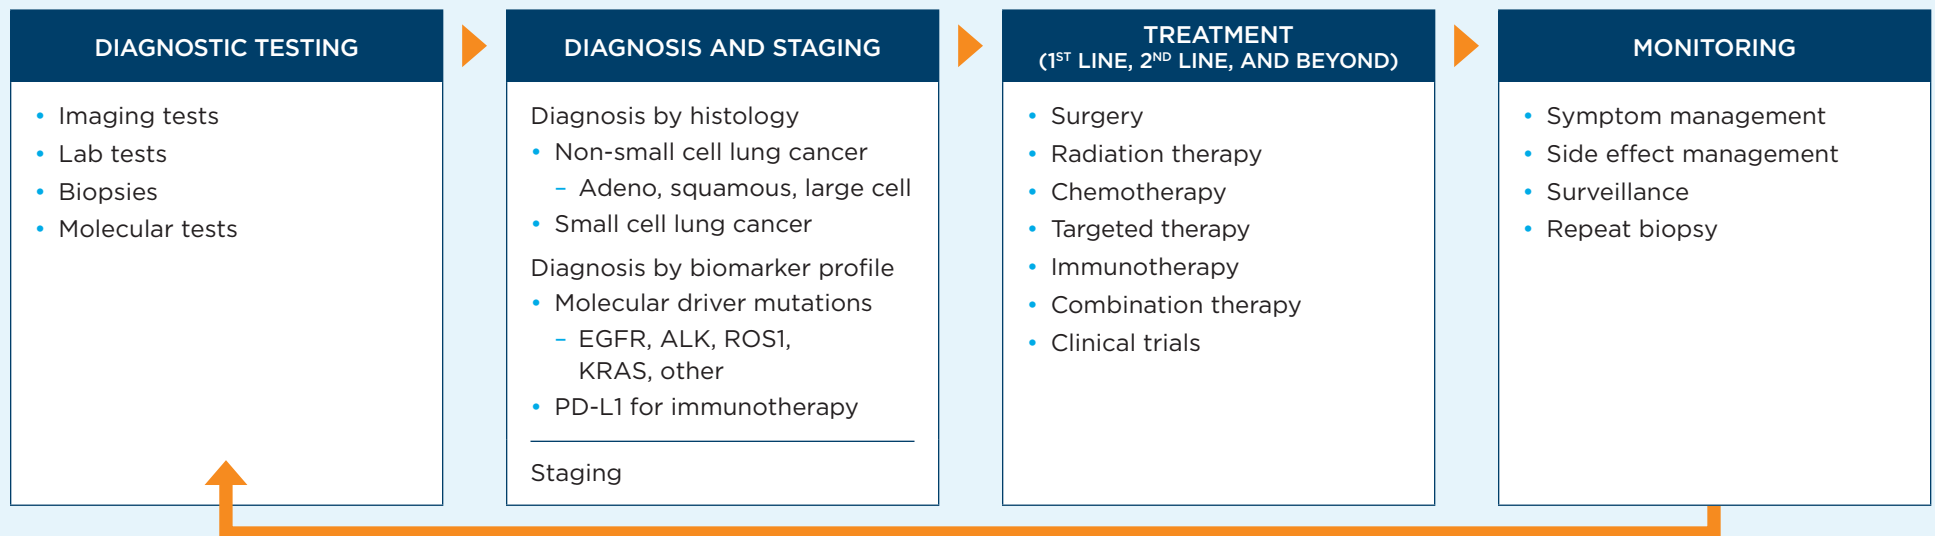 DIAGNOSTIC TESTING
• Imaging tests
• Lab tests
• Biopsies
• Molecular tests
DIAGNOSIS AND STAGING
Diagnosis by histology
• Non-small cell lung cancer
– Adeno, squamous, large cell
• Small cell lung cancer
Diagnosis by biomarker profile
• Molecular driver mutations
– EGFR, ALK, ROS1,
KRAS, other
• PD-L1 for immunotherapy
Staging
TREATMENT
(1ST LINE, 2ND LINE, AND BEYOND)
• Surgery
• Radiation therapy
• Chemotherapy
• Targeted therapy
• Immunotherapy
• Combination therapy
• Clinical trials
MONITORING
• Symptom management
• Side effect management
• Surveillance
• Repeat biopsy